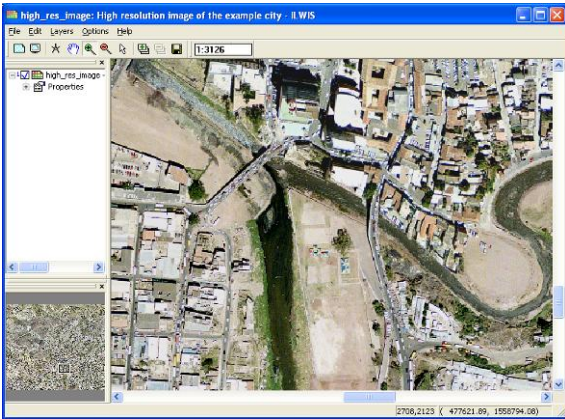 high_res_image: High resolution image of the example city - ILWIS
File Edit Layers Options Help
1:3126
high_res_image -
Properties
2708,2123 ( 477621.89, 1558794.08)